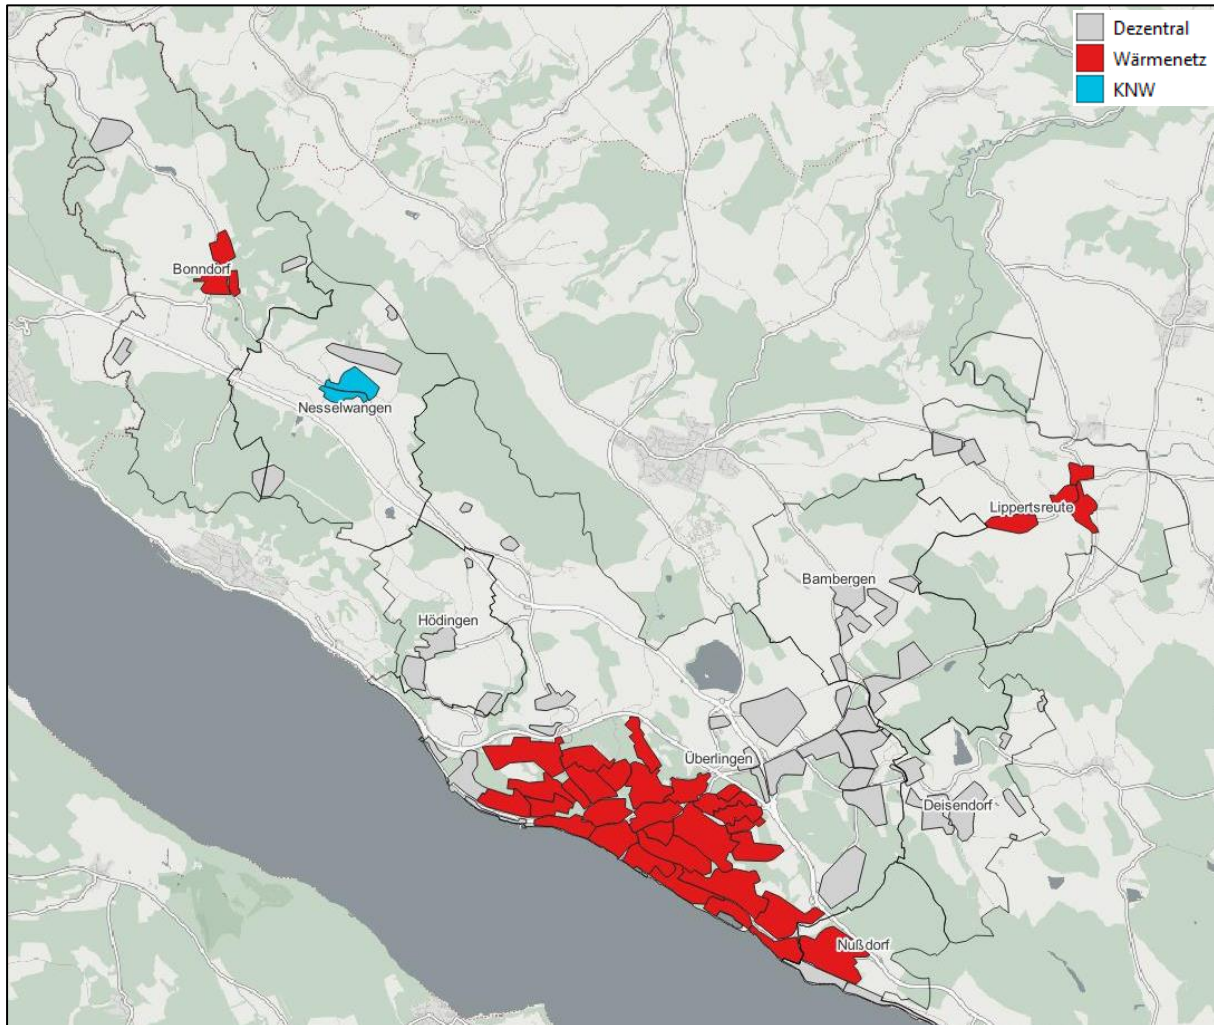 Dezentral
Wärmenetz
KNW
Bonndorf
Nesselwangen
Lippertsreute
Bambergen
Hödingen
Überlingen
Deisendorf
Nußdorf